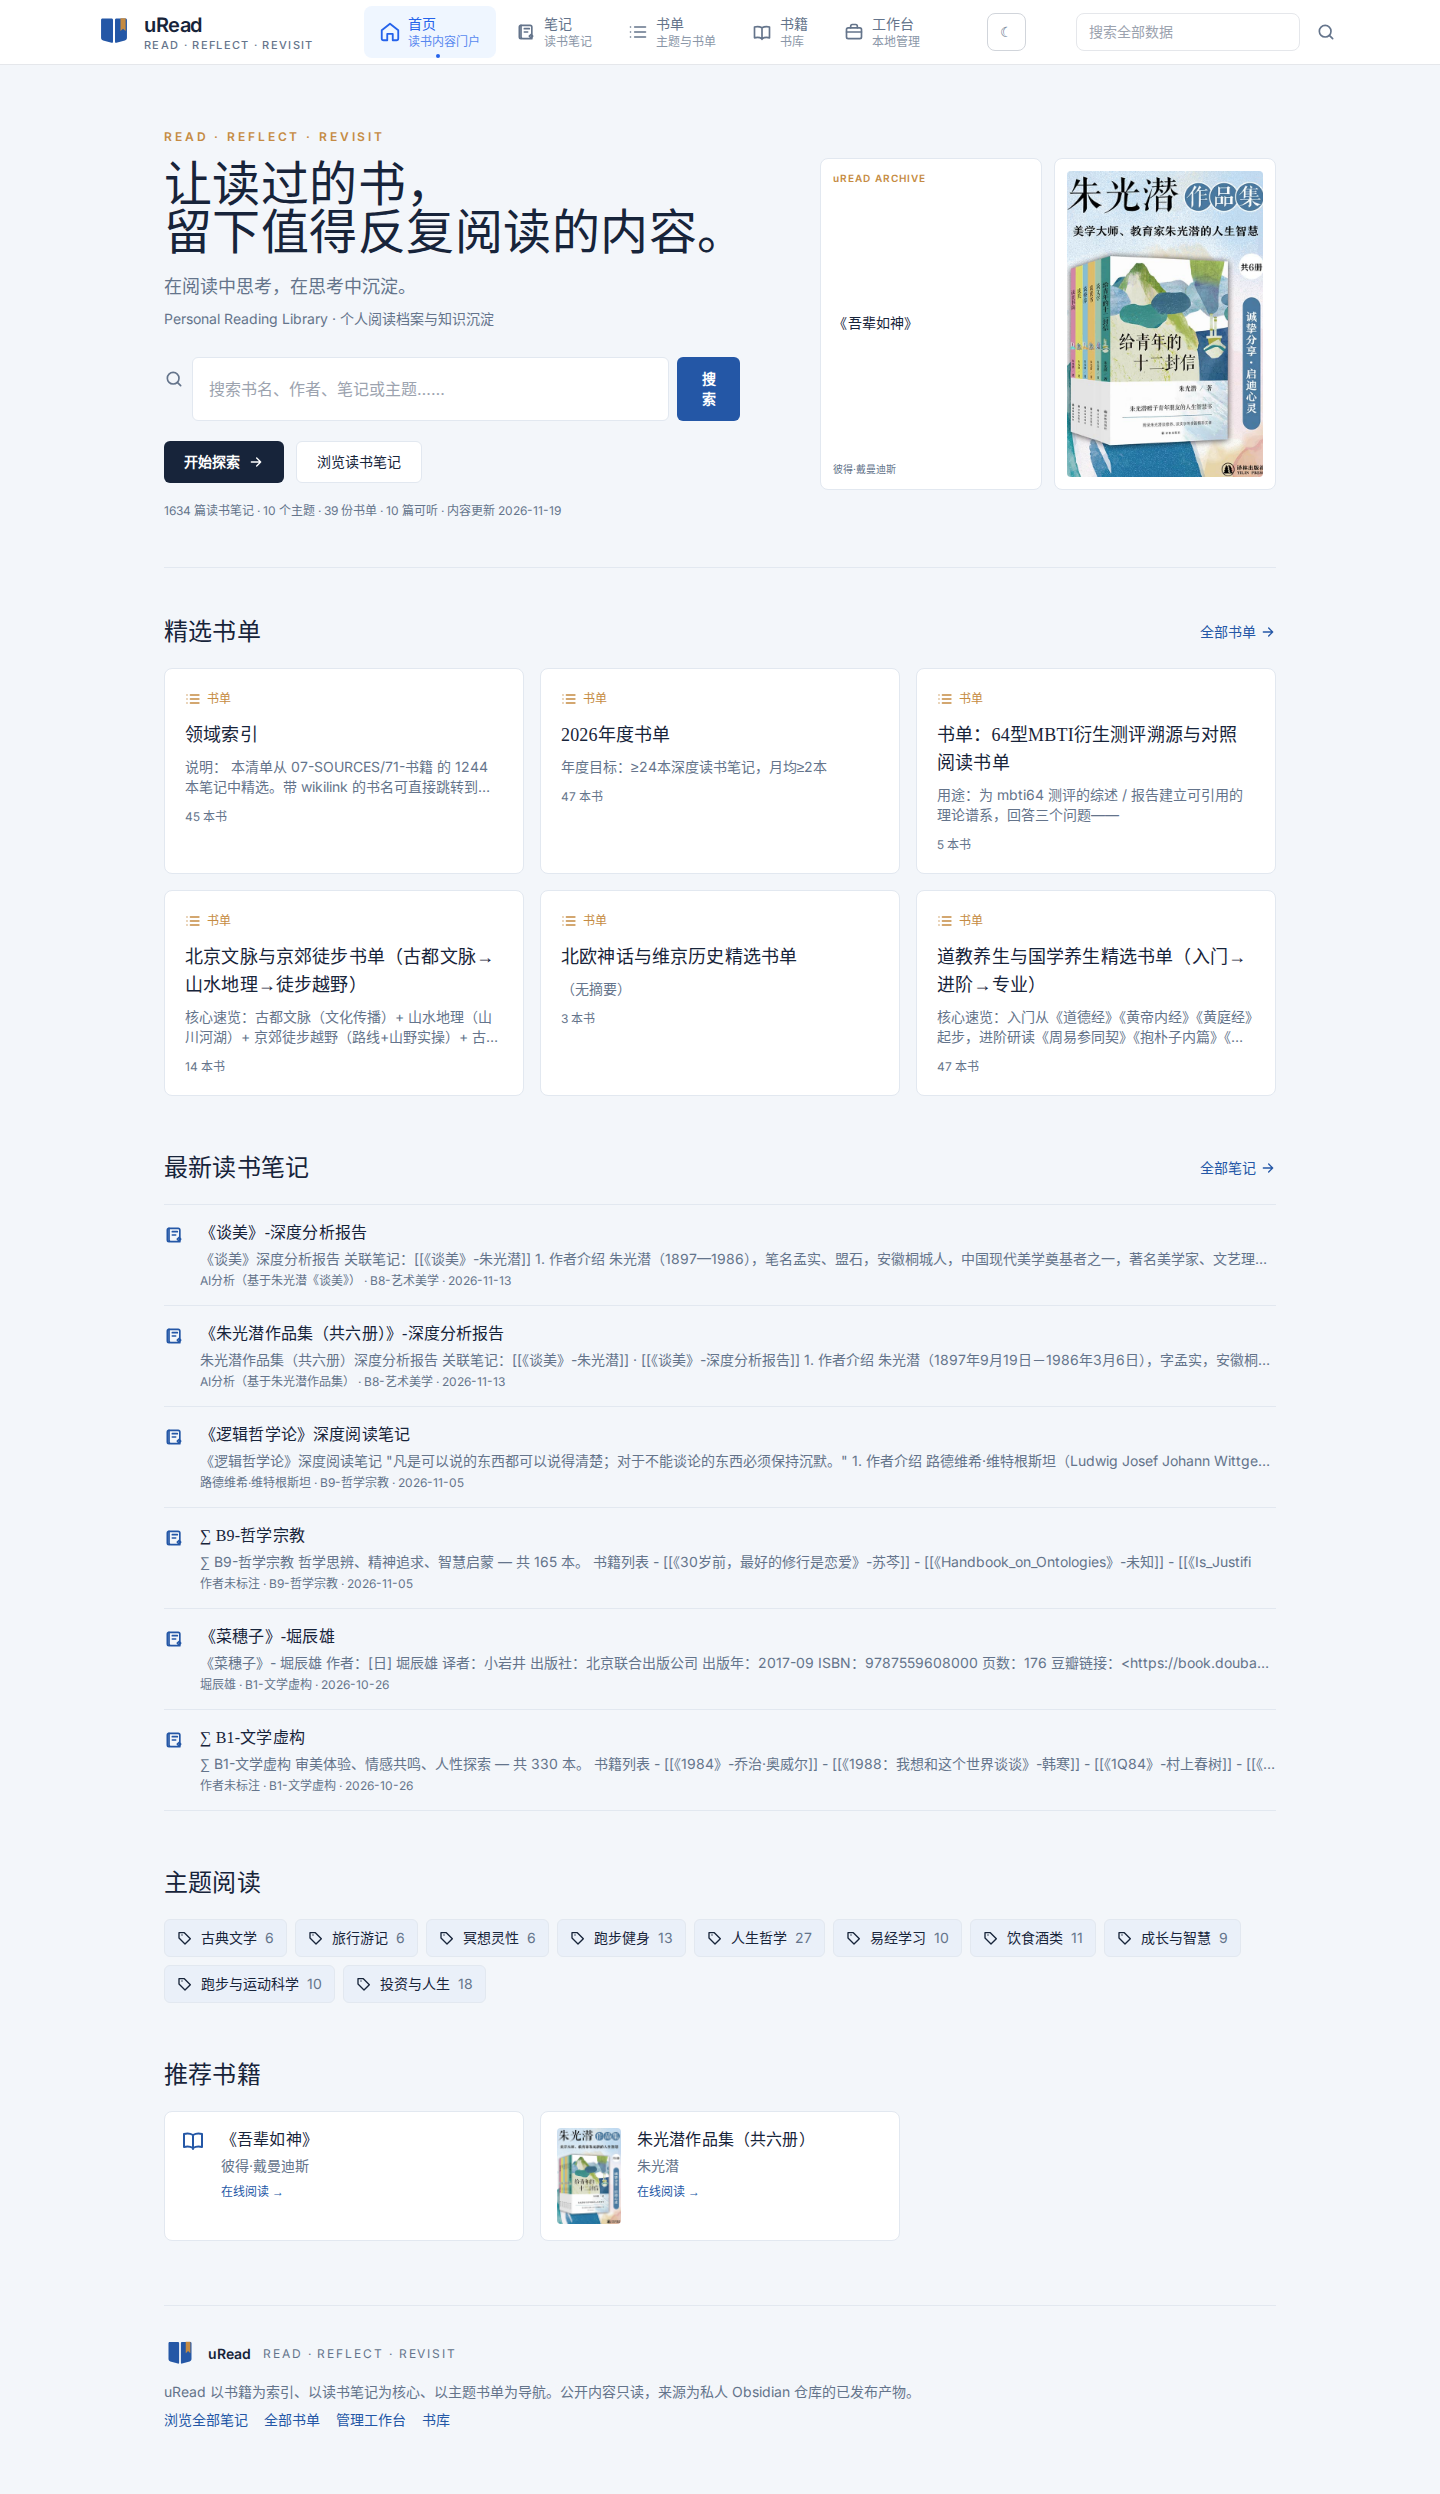 uRead
READ · REFLECT · REVISIT
首页
读书内容门户
笔记
读书笔记
书单
主题与书单
书籍
书库
工作台
本地管理
搜索全部数据
READ · REFLECT · REVISIT
让读过的书，
留下值得反复阅读的内容。
在阅读中思考，在思考中沉淀。
Personal Reading Library · 个人阅读档案与知识沉淀
搜索书名、作者、笔记或主题……
搜
索
开始探索 →
浏览读书笔记
1634 篇读书笔记 · 10 个主题 · 39 份书单 · 10 篇可听 · 内容更新 2026-11-19
uREAD ARCHIVE
《吾辈如神》
彼得·戴曼迪斯
朱光潜 作品集
美学大师、教育家朱光潜的人生智慧
共6册
给青年的
十二封信
朱光潜 / 著
诚挚分享·启迪心灵
精选书单
全部书单 →
书单
领域索引
说明： 本清单从 07-SOURCES/71-书籍 的 1244
本笔记中精选。带 wikilink 的书名可直接跳转到...
45 本书
书单
2026年度书单
年度目标：≥24本深度读书笔记，月均≥2本
47 本书
书单
书单：64型MBTI衍生测评溯源与对照
阅读书单
用途：为 mbti64 测评的综述 / 报告建立可引用的
理论谱系，回答三个问题——
5 本书
书单
北京文脉与京郊徒步书单（古都文脉→
山水地理→徒步越野）
核心速览：古都文脉（文化传播）+ 山水地理（山
川河湖）+ 京郊徒步越野（路线+山野实操）+ 古...
14 本书
书单
北欧神话与维京历史精选书单
（无摘要）
3 本书
书单
道教养生与国学养生精选书单（入门→
进阶→专业）
核心速览：入门从《道德经》《黄帝内经》《黄庭经》
起步，进阶研读《周易参同契》《抱朴子内篇》《...
47 本书
最新读书笔记
全部笔记 →
《谈美》-深度分析报告
《谈美》深度分析报告 关联笔记：[[《谈美》-朱光潜]] 1. 作者介绍 朱光潜（1897—1986），笔名孟实、盟石，安徽桐城人，中国现代美学奠基者之一，著名美学家、文艺理...
AI分析（基于朱光潜《谈美》） · B8-艺术美学 · 2026-11-13
《朱光潜作品集（共六册）》-深度分析报告
朱光潜作品集（共六册）深度分析报告 关联笔记：[[《谈美》-朱光潜]] · [[《谈美》-深度分析报告]] 1. 作者介绍 朱光潜（1897年9月19日－1986年3月6日），字孟实，安徽桐...
AI分析（基于朱光潜作品集） · B8-艺术美学 · 2026-11-13
《逻辑哲学论》深度阅读笔记
《逻辑哲学论》深度阅读笔记 "凡是可以说的东西都可以说得清楚；对于不能谈论的东西必须保持沉默。" 1. 作者介绍 路德维希·维特根斯坦（Ludwig Josef Johann Wittge...
路德维希·维特根斯坦 · B9-哲学宗教 · 2026-11-05
∑ B9-哲学宗教
∑ B9-哲学宗教 哲学思辨、精神追求、智慧启蒙 — 共 165 本。 书籍列表 - [[《30岁前，最好的修行是恋爱》-苏芩]] - [[《Handbook_on_Ontologies》-未知]] - [[《Is_Justifi
作者未标注 · B9-哲学宗教 · 2026-11-05
《菜穗子》-堀辰雄
《菜穗子》- 堀辰雄 作者：[日] 堀辰雄 译者：小岩井 出版社：北京联合出版公司 出版年：2017-09 ISBN：9787559608000 页数：176 豆瓣链接：<https://book.douba...
堀辰雄 · B1-文学虚构 · 2026-10-26
∑ B1-文学虚构
∑ B1-文学虚构 审美体验、情感共鸣、人性探索 — 共 330 本。 书籍列表 - [[《1984》-乔治·奥威尔]] - [[《1988：我想和这个世界谈谈》-韩寒]] - [[《1Q84》-村上春树]] - [[《...
作者未标注 · B1-文学虚构 · 2026-10-26
主题阅读
古典文学 6
旅行游记 6
冥想灵性 6
跑步健身 13
人生哲学 27
易经学习 10
饮食酒类 11
成长与智慧 9
跑步与运动科学 10
投资与人生 18
推荐书籍
《吾辈如神》
彼得·戴曼迪斯
在线阅读 →
朱光潜作品集（共六册）
朱光潜
在线阅读 →
uRead READ · REFLECT · REVISIT
uRead 以书籍为索引、以读书笔记为核心、以主题书单为导航。公开内容只读，来源为私人 Obsidian 仓库的已发布产物。
浏览全部笔记 全部书单 管理工作台 书库